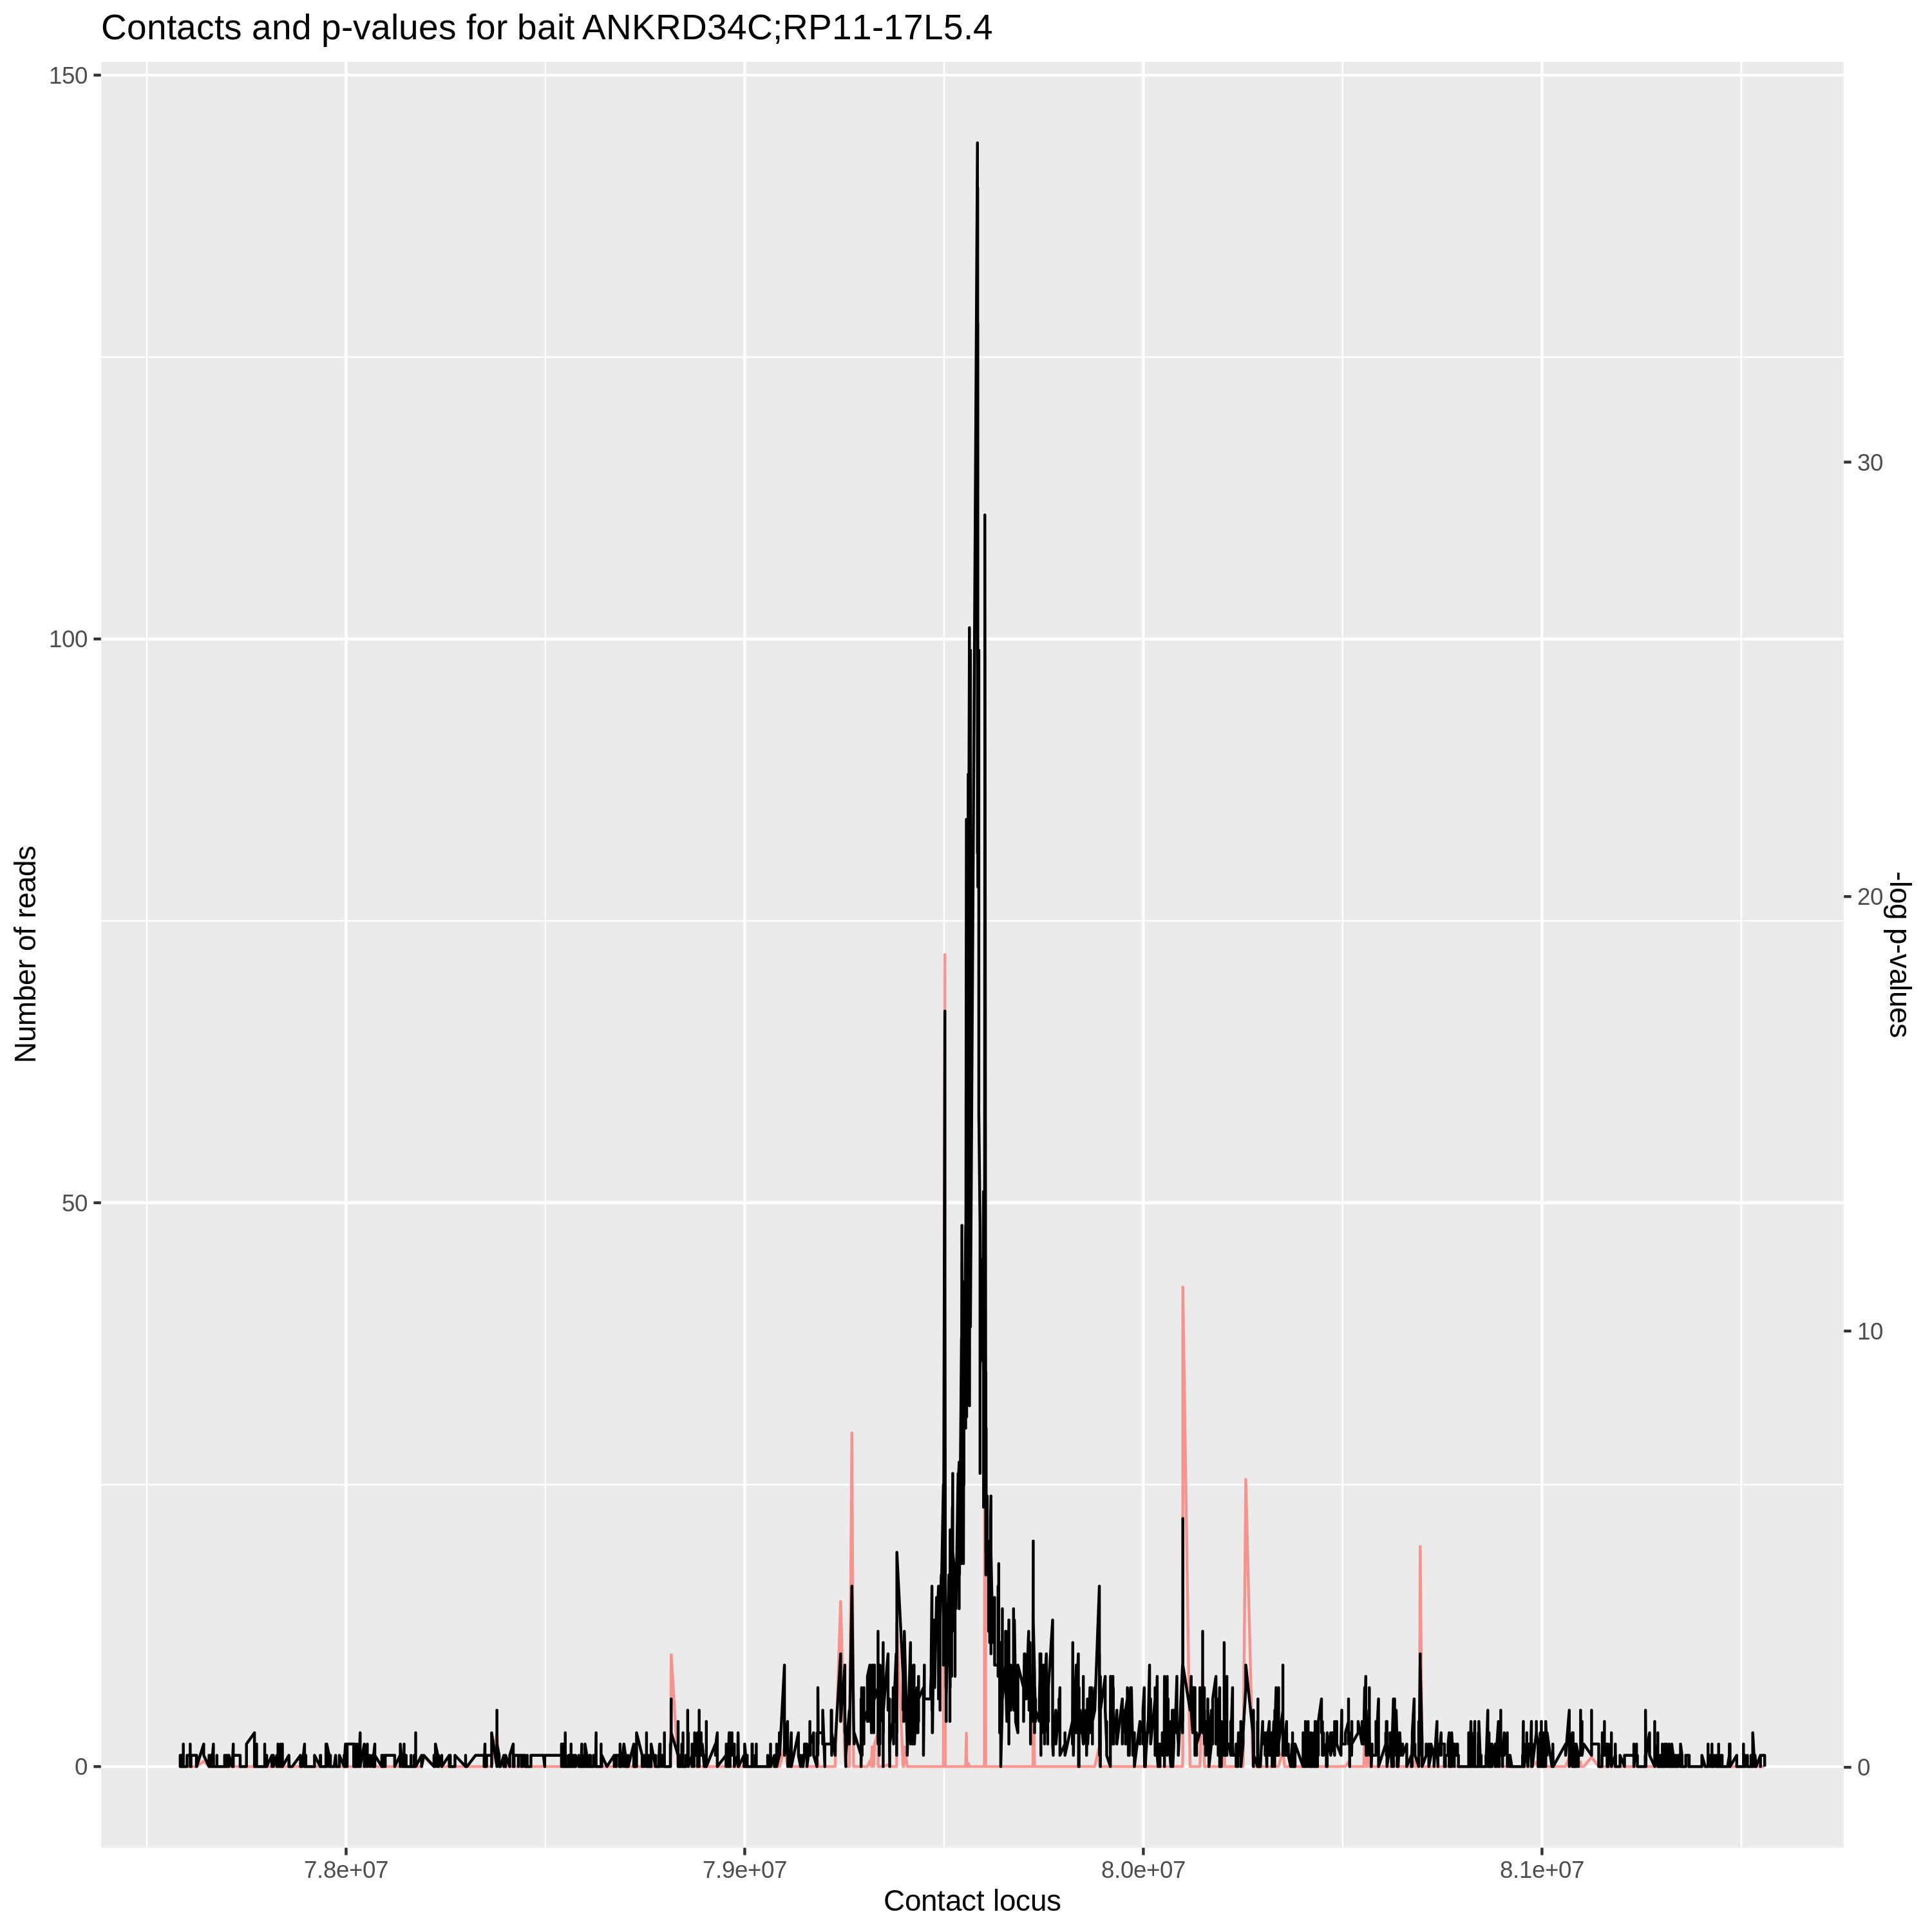 Contacts and p-values for bait ANKRD34C;RP11-17L5.4
150
100
50
0
Number of reads
30
20
10
0
-log p-values
7.8e+07
7.9e+07
8.0e+07
8.1e+07
Contact locus